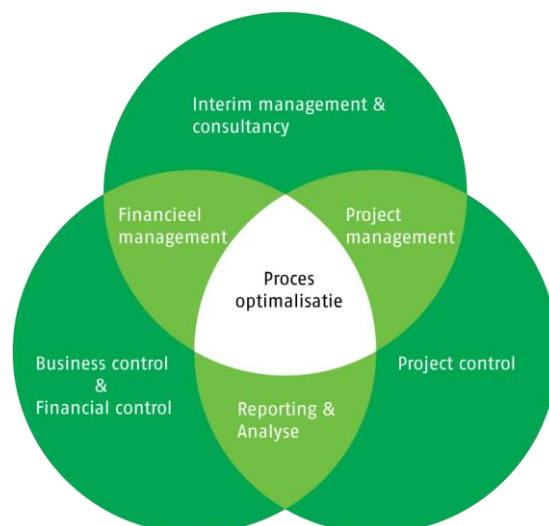 Interim management &
consultancy
Financieel
management
Project
management
Proces
optimalisatie
Business control
&
Financial control
Project control
Reporting &
Analyse